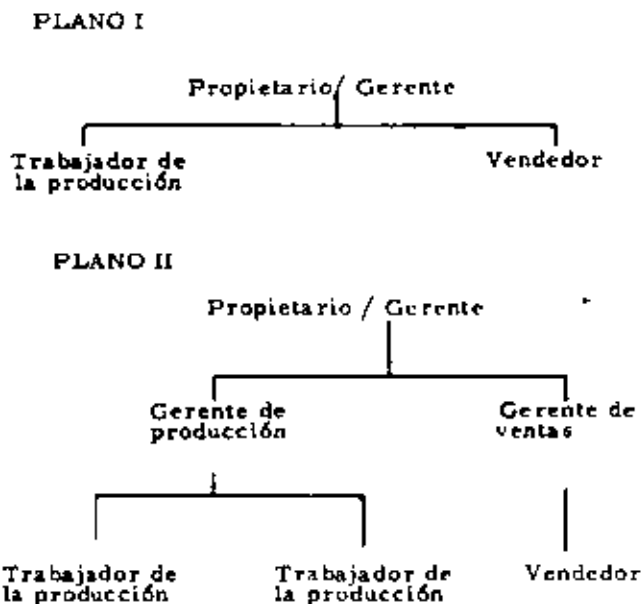 PLANO I
Propietario/ Gerente
Trabajador de
la producción
Vendedor
PLANO II
Propietario / Gerente
Gerente de
producción
Gerente de
ventas
Trabajador de
la producción
Trabajador de
la producción
Vendedor